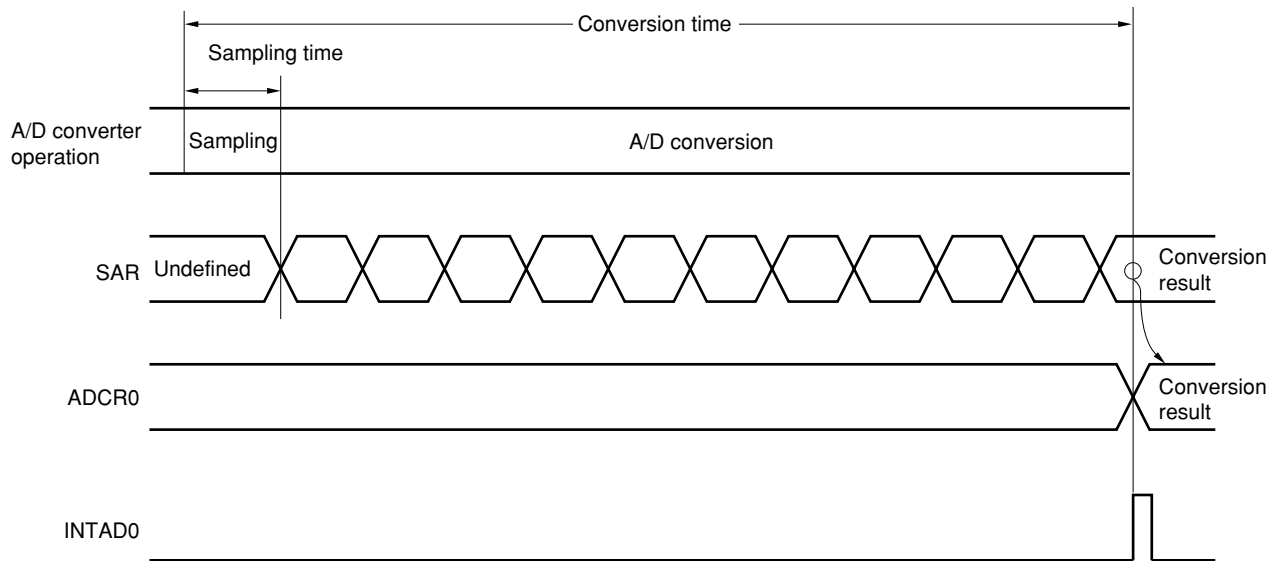 Conversion time
Sampling time
A/D converter
operation
Sampling
A/D conversion
SAR
Undefined
Conversion
result
ADCR0
Conversion
result
INTAD0